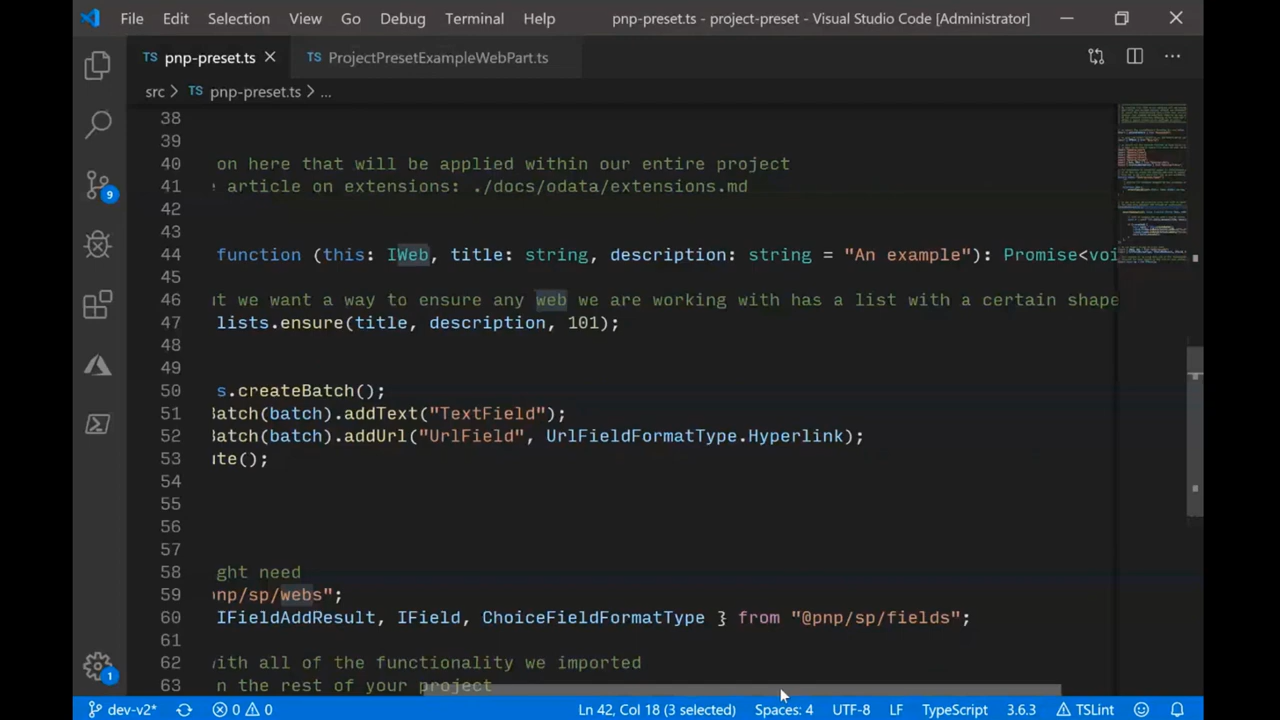 File Edit Selection View Go Debug Terminal Help pnp-preset.ts - project-preset - Visual Studio Code [Administrator]
TS pnp-preset.ts TS ProjectPresetExampleWebPart.ts
src > TS pnp-preset.ts > ...
38
39
40 on here that will be applied within our entire project
41 article on extensions: ./docs/odata/extensions.md
42
43
44 function (this: IWeb, title: string, description: string = "An example"): Promise<voi
45
46 ut we want a way to ensure any web we are working with has a list with a certain shape
47 lists.ensure(title, description, 101);
48
49
50 s.createBatch();
51 Batch(batch).addText("TextField");
52 Batch(batch).addUrl("UrlField", UrlFieldFormatType.Hyperlink);
53 ute();
54
55
56
57
58 ght need
59 pnp/sp/webs";
60 IFieldAddResult, IField, ChoiceFieldFormatType } from "@pnp/sp/fields";
61
62 with all of the functionality we imported
63 n the rest of your project
9
1
dev-v2* 0 0 Ln 42, Col 18 (3 selected) Spaces: 4 UTF-8 LF TypeScript 3.6.3 TSLint